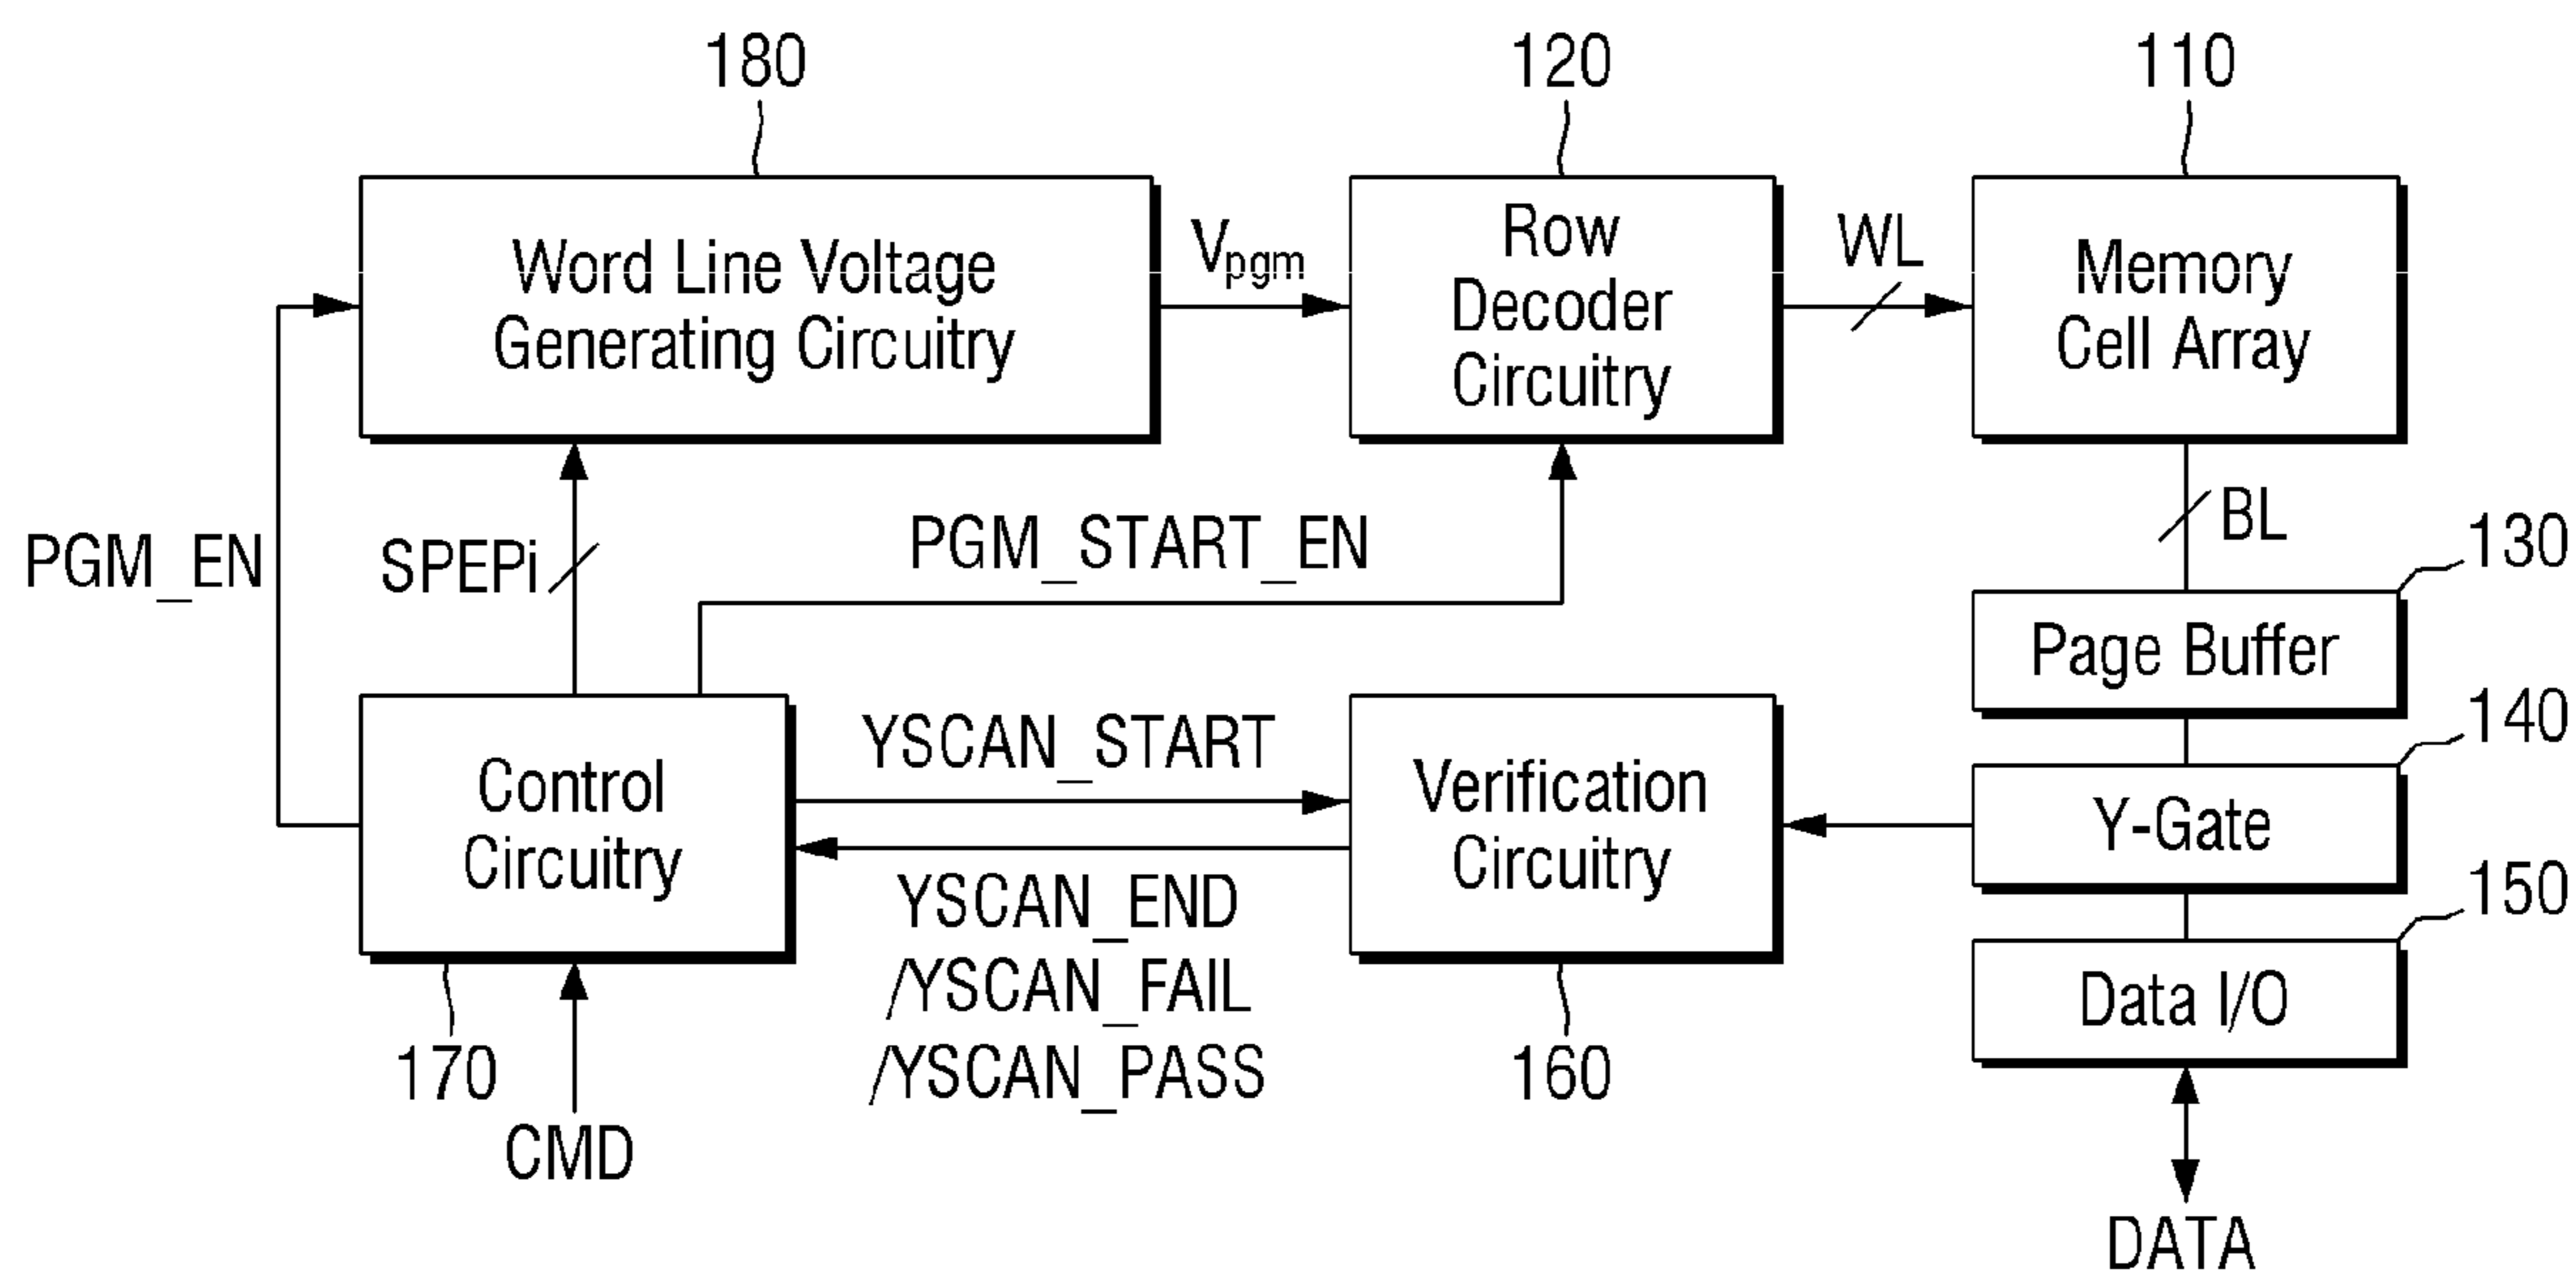 180
120
110
Word Line Voltage
Generating Circuitry
Vpgm
Row
Decoder
Circuitry
WL
Memory
Cell Array
PGM_EN
SPEPi
PGM_START_EN
BL
130
Page Buffer
140
Control
Circuitry
YSCAN_START
Verification
Circuitry
Y-Gate
YSCAN_END
/YSCAN_FAIL
/YSCAN_PASS
150
Data I/O
170
160
CMD
DATA